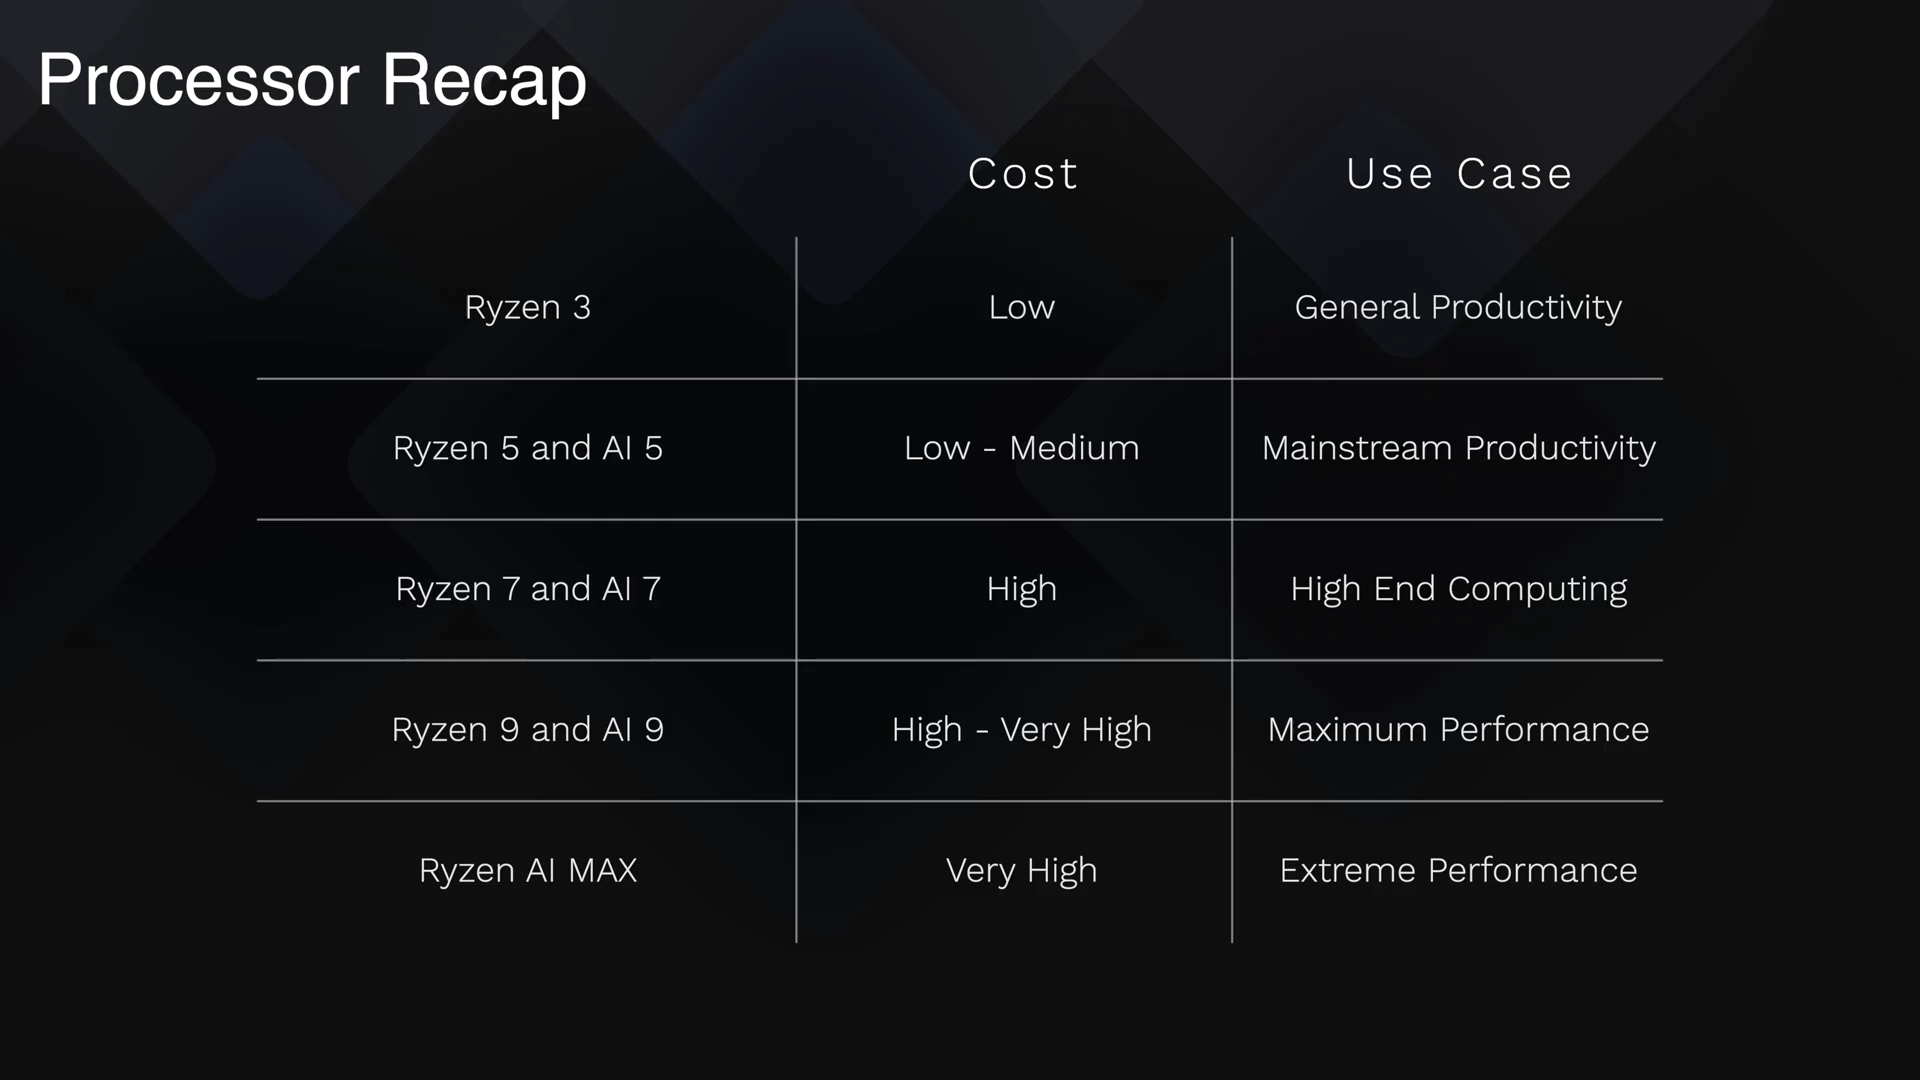 Processor Recap
Cost Use Case
Ryzen 3 Low General Productivity
Ryzen 5 and AI 5 Low - Medium Mainstream Productivity
Ryzen 7 and AI 7 High High End Computing
Ryzen 9 and AI 9 High - Very High Maximum Performance
Ryzen AI MAX Very High Extreme Performance